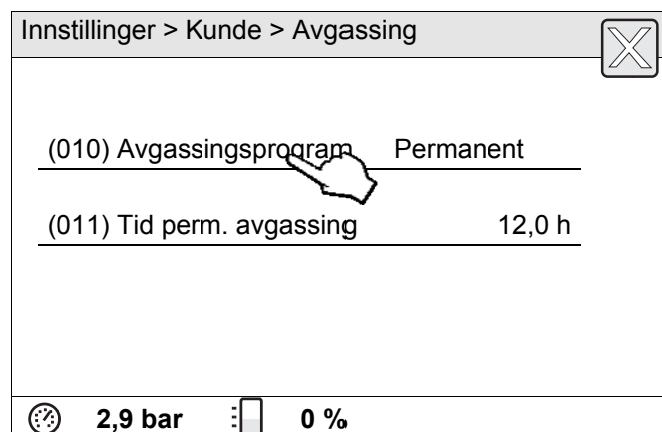 Innstillinger > Kunde > Avgassing
X
(010) Avgassingsprogram Permanent
(011) Tid perm. avgassing 12,0 h
2,9 bar 0 %